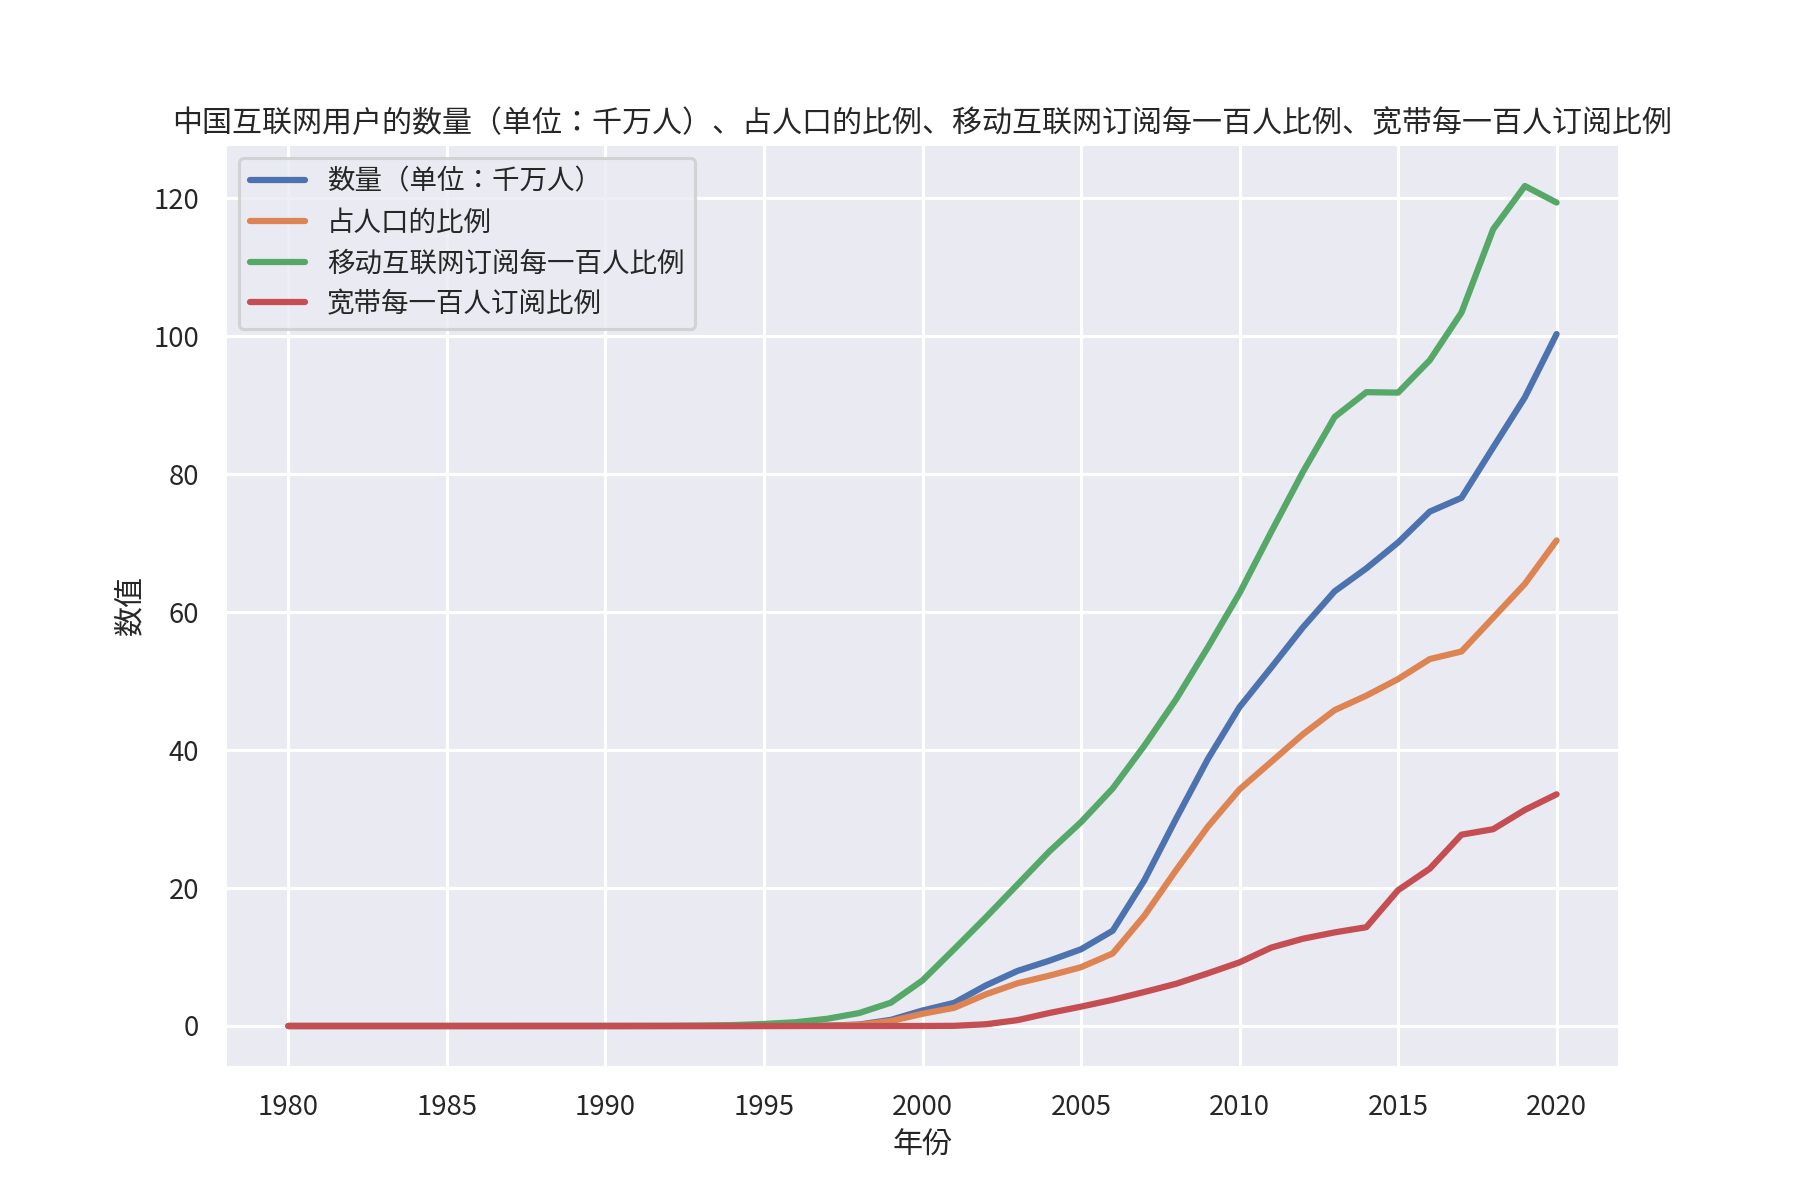 中国互联网用户的数量（单位：千万人）、占人口的比例、移动互联网订阅每一百人比例、宽带每一百人订阅比例
数量（单位：千万人）
占人口的比例
移动互联网订阅每一百人比例
宽带每一百人订阅比例
120
100
80
60
40
20
0
数值
1980 1985 1990 1995 2000 2005 2010 2015 2020
年份